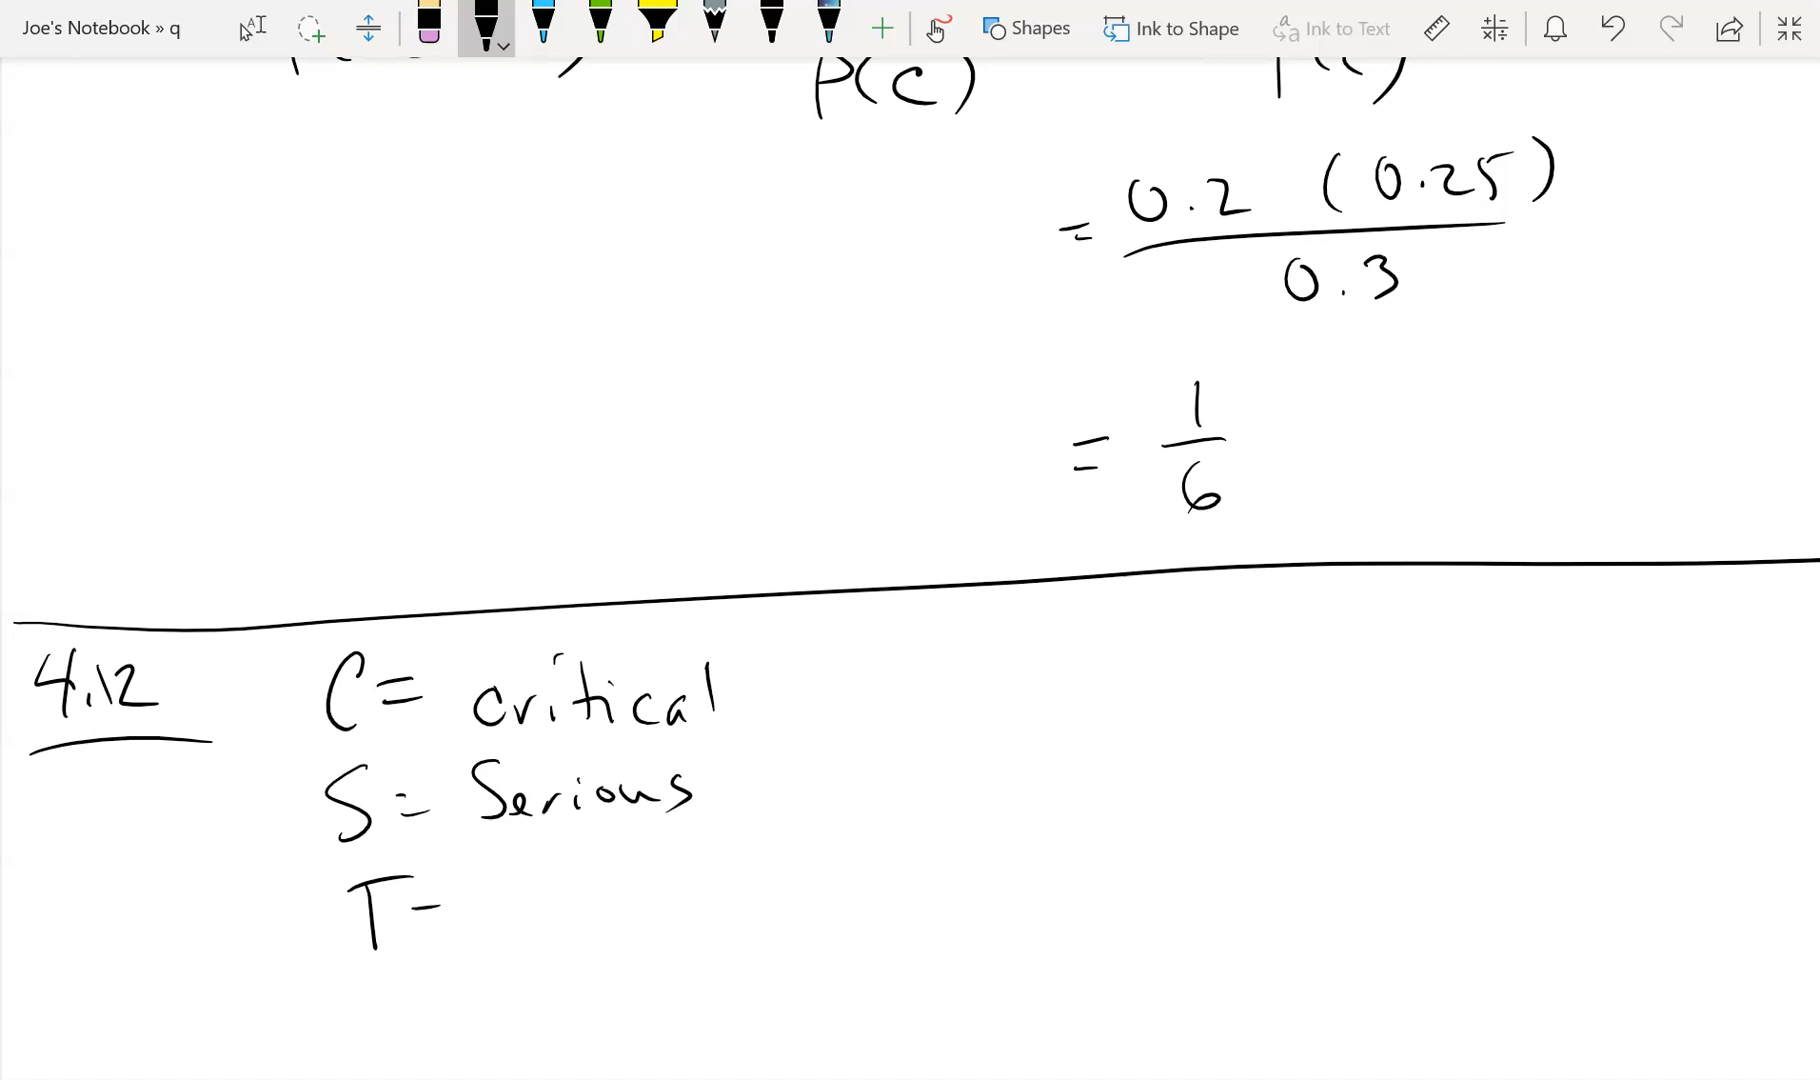 Joe's Notebook » q Shapes Ink to Shape Ink to Text
P(C)
= 0.2 (0.25)
0.3
= 1
6
4.12 C= critical
S= Serious
T-